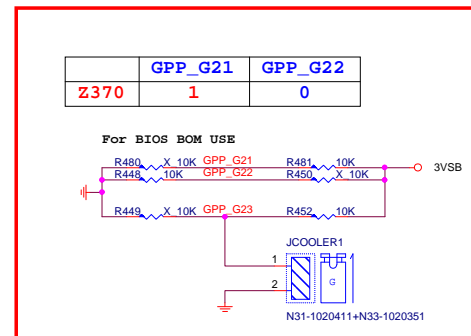 GPP_G21 GPP_G22
Z370 1 0
For BIOS BOM USE
R480 X_10K GPP_G21 R481 10K 3VSB
R448 10K GPP_G22 R450 X_10K
R449 X_10K GPP_G23 R452 10K
JCOOLER1
1
2
G
N31-1020411+N33-1020351